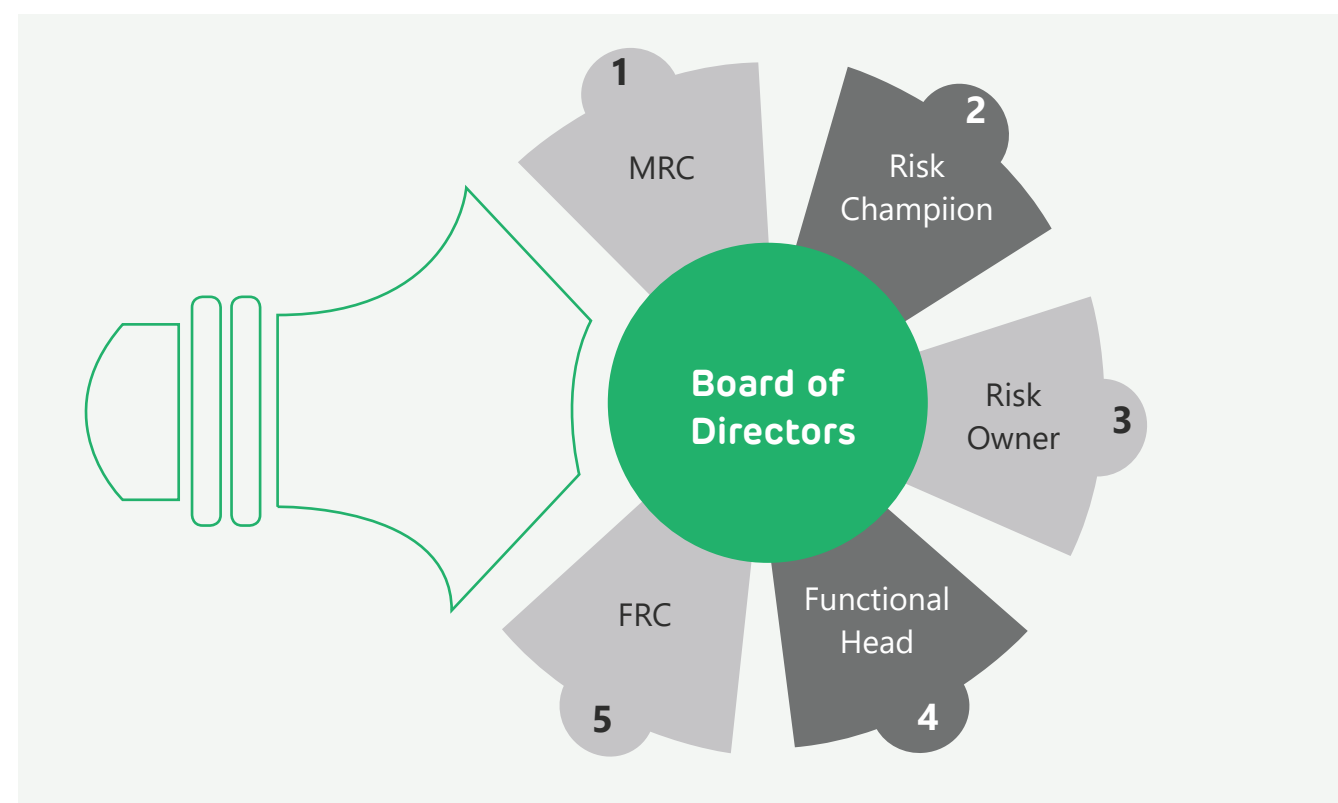 1
MRC
2
Risk
Champiion
Board of
Directors
Risk
Owner
3
Functional
Head
4
FRC
5